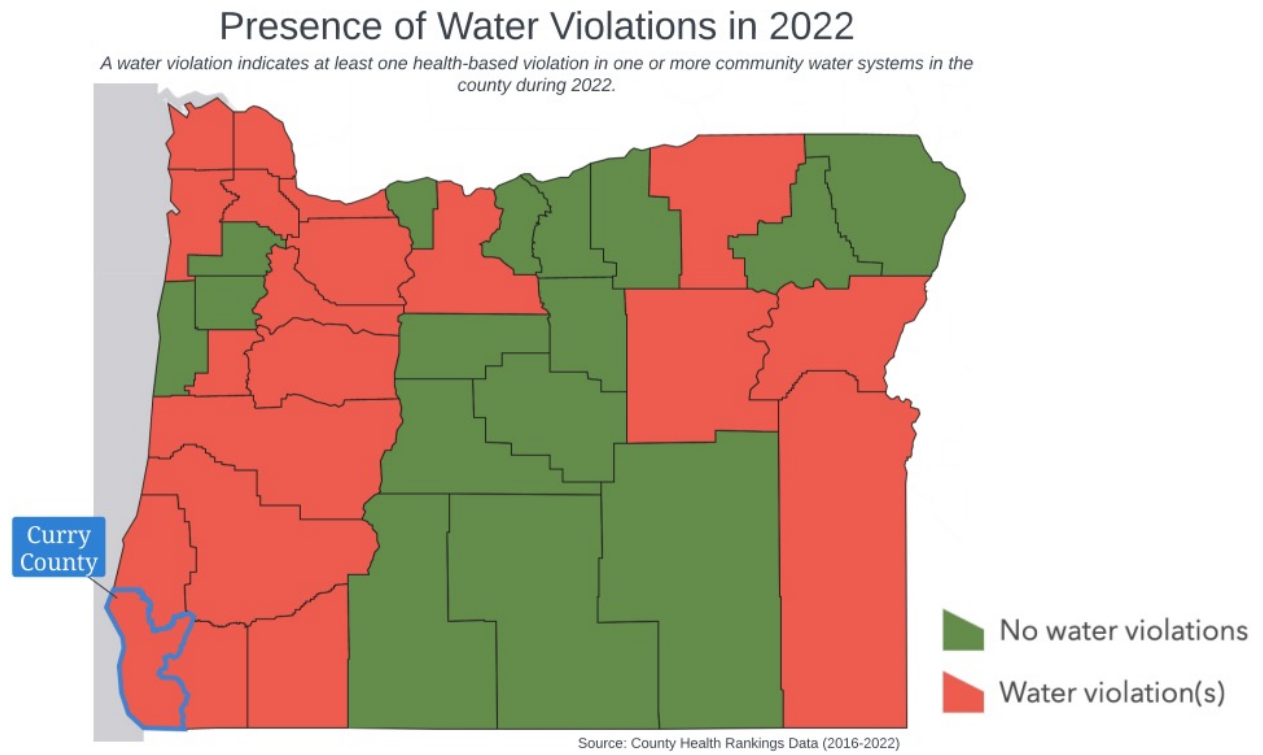 Presence of Water Violations in 2022
A water violation indicates at least one health-based violation in one or more community water systems in the
county during 2022.
Curry
County
No water violations
Water violation(s)
Source: County Health Rankings Data (2016-2022)